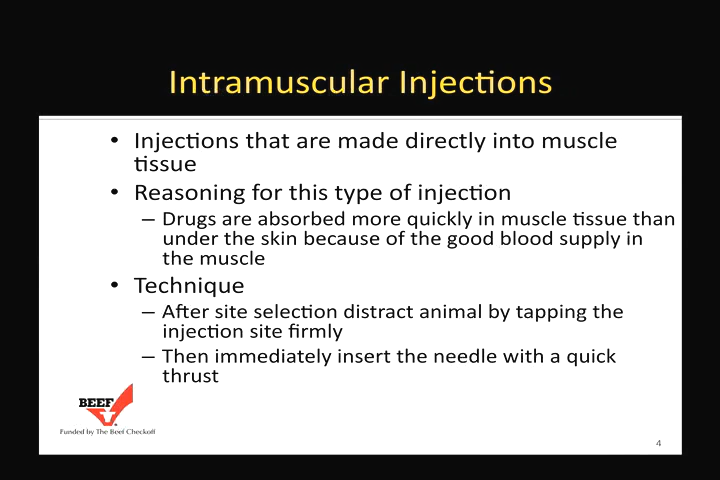 Intramuscular Injections
• Injections that are made directly into muscle
tissue
• Reasoning for this type of injection
– Drugs are absorbed more quickly in muscle tissue than
under the skin because of the good blood supply in
the muscle
• Technique
– After site selection distract animal by tapping the
injection site firmly
– Then immediately insert the needle with a quick
thrust
BEEF
Funded by The Beef Checkoff
4